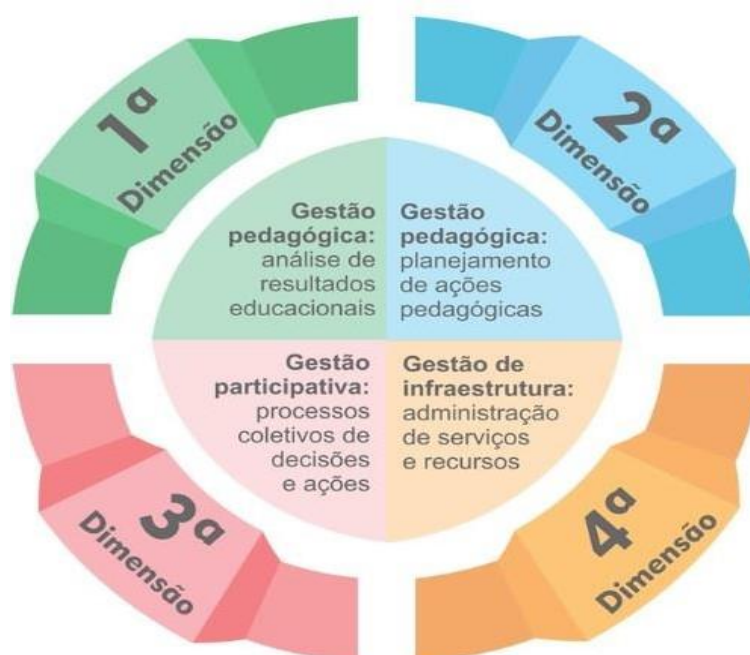 1ª
Dimensão
2ª
Dimensão
Gestão
pedagógica:
análise de
resultados
educacionais
Gestão
pedagógica:
planejamento
de ações
pedagógicas
Gestão
participativa:
processos
coletivos de
decisões
e ações
Gestão de
infraestrutura:
administração
de serviços
e recursos
3ª
Dimensão
4ª
Dimensão